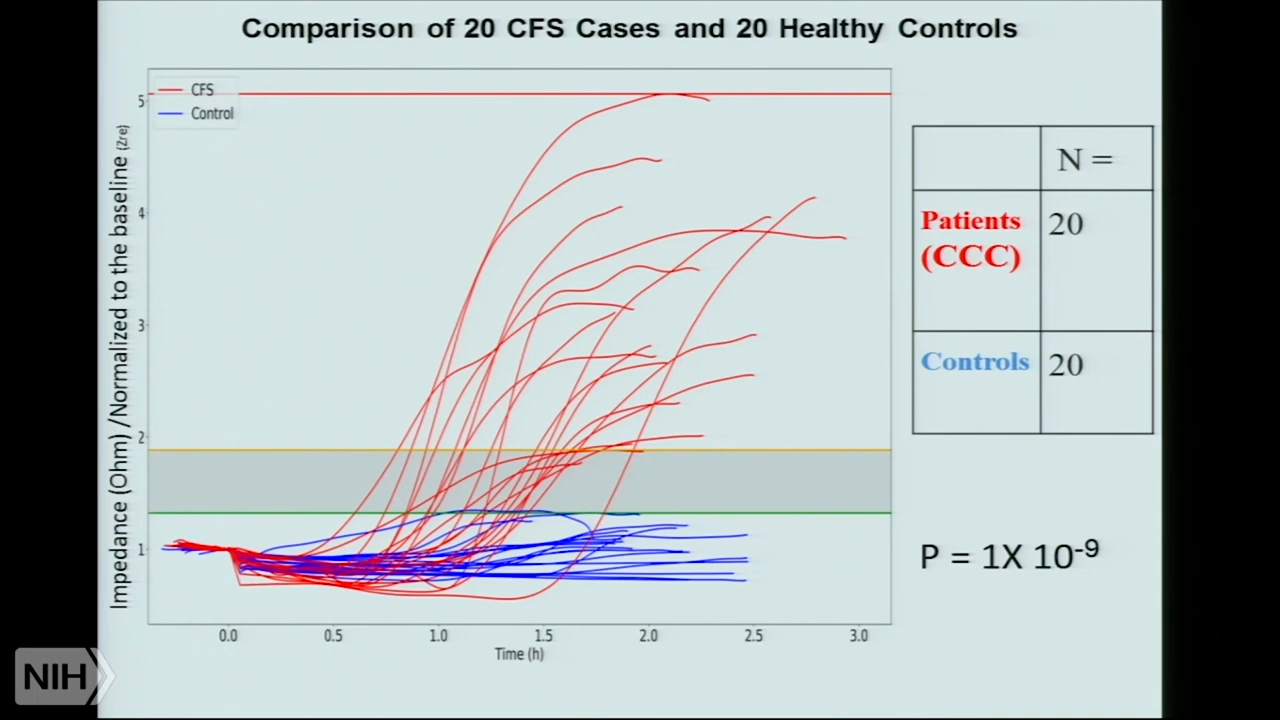 Comparison of 20 CFS Cases and 20 Healthy Controls
CFS
Control
5
4
3
2
1
Impedance (Ohm) /Normalized to the baseline (Zre)
0.0 0.5 1.0 1.5 2.0 2.5 3.0
Time (h)
N =
Patients 20
(CCC)
Controls 20
P = 1X 10-9
NIH